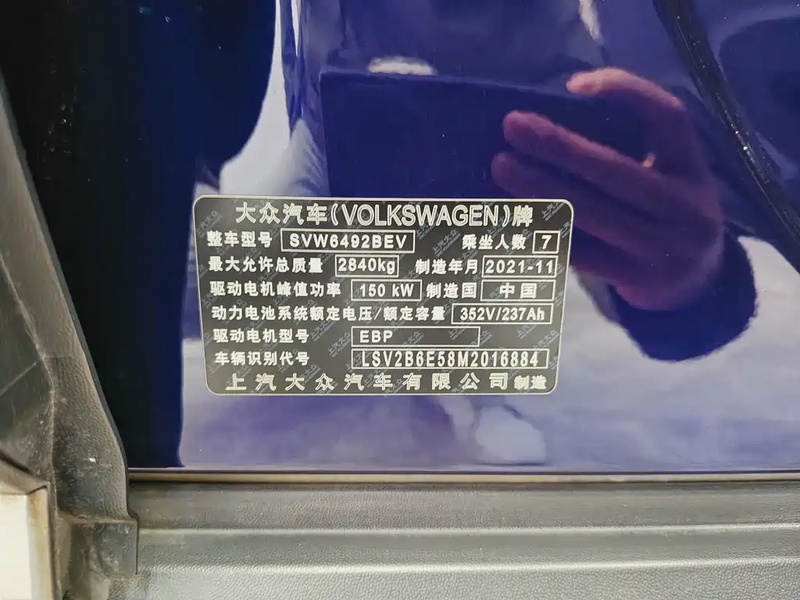 大众汽车(VOLKSWAGEN)牌
整车型号 SVW6492BEV 乘坐人数 7
最大允许总质量 2840kg 制造年月 2021-11
驱动电机峰值功率 150 kW 制造国 中国
动力电池系统额定电压/额定容量 352V/237Ah
驱动电机型号 EBP
车辆识别代号 LSV2B6E58M2016884
上汽大众汽车有限公司制造